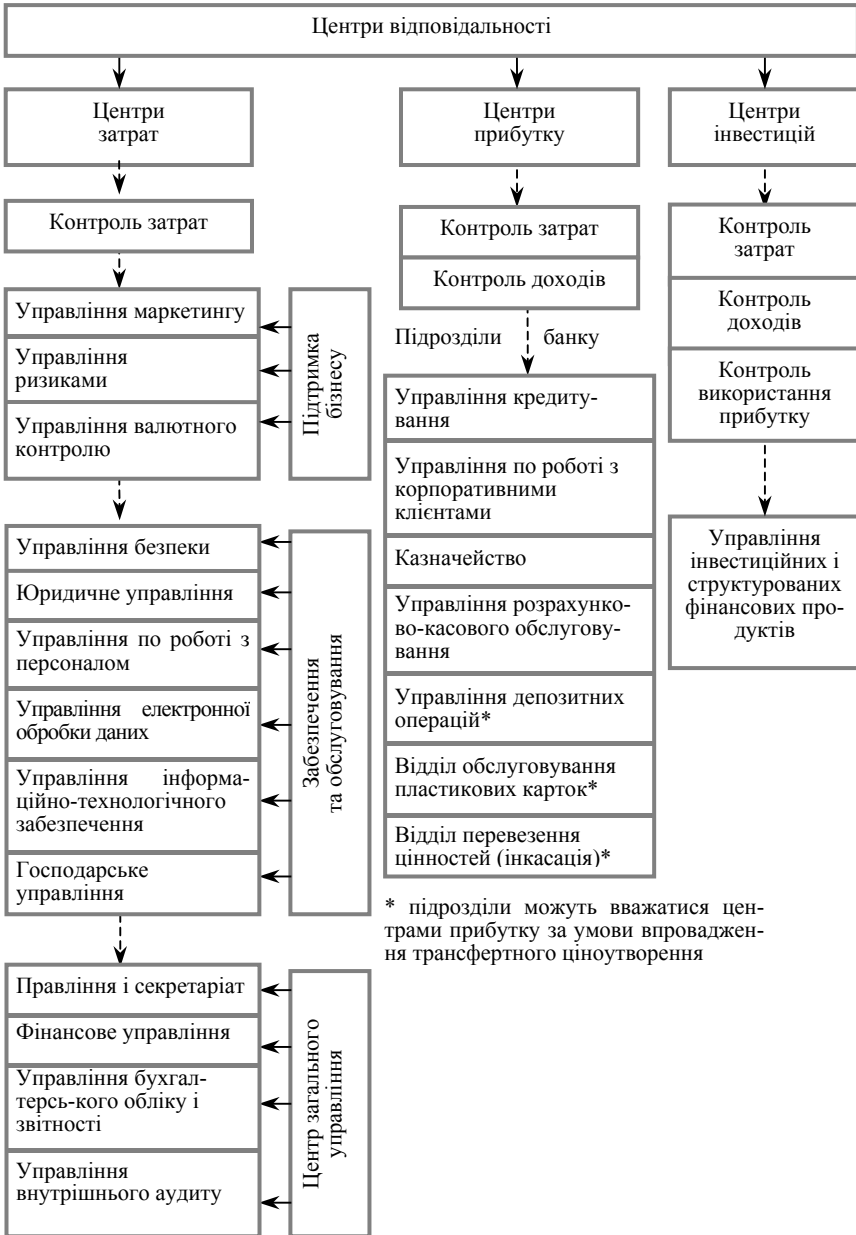 Центри відповідальності
Центри
затрат
Контроль затрат
Управління маркетингу
Управління
ризиками
Управління валютного
контролю
Підтримка
бізнесу
Управління безпеки
Юридичне управління
Управління по роботі з
персоналом
Управління електронної
обробки даних
Управління інформа-
ційно-технологічного
забезпечення
Господарське
управління
Забезпечення
та обслуговування
Правління і секретаріат
Фінансове управління
Управління бухгал-
терсь-кого обліку і
звітності
Управління
внутрішнього аудиту
Центр загального
управління
Центри
прибутку
Контроль затрат
Контроль доходів
Підрозділи банку
Управління кредиту-
вання
Управління по роботі з
корпоративними
клієнтами
Казначейство
Управління розрахунко-
во-касового обслугову-
вання
Управління депозитних
операцій*
Відділ обслуговування
пластикових карток*
Відділ перевезення
цінностей (інкасація)*
* підрозділи можуть вважатися цен-
трами прибутку за умови впроваджен-
ня трансфертного ціноутворення
Центри
інвестицій
Контроль
затрат
Контроль
доходів
Контроль
використання
прибутку
Управління
інвестиційних і
структурованих
фінансових про-
дуктів